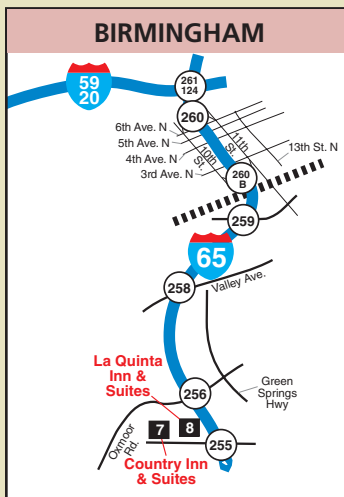 BIRMINGHAM
59
20
261
124
260
6th Ave. N
5th Ave. N
4th Ave. N
3rd Ave. N
10th
St.
11th
St.
13th St. N
260
B
259
65
258
Valley Ave.
La Quinta
Inn &
Suites
256
Green
Springs
Hwy
7
8
255
Oxmoor
Rd.
Country Inn
& Suites